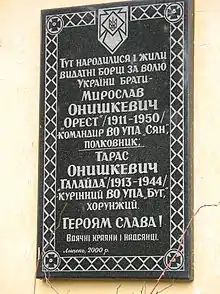 Тут народилися і жили
видатні борці за волю
України брати-
Мирослав
Онишкевич
"Орест" /1911-1950/
командир ВО УПА "Сян",
полковник;
Тарас
Онишкевич
"Галайда" /1913-1944/
курінний ВО УПА "Буг",
хорунжий.
Героям слава!
Вдячні краяни і надсянці.
2000 р.